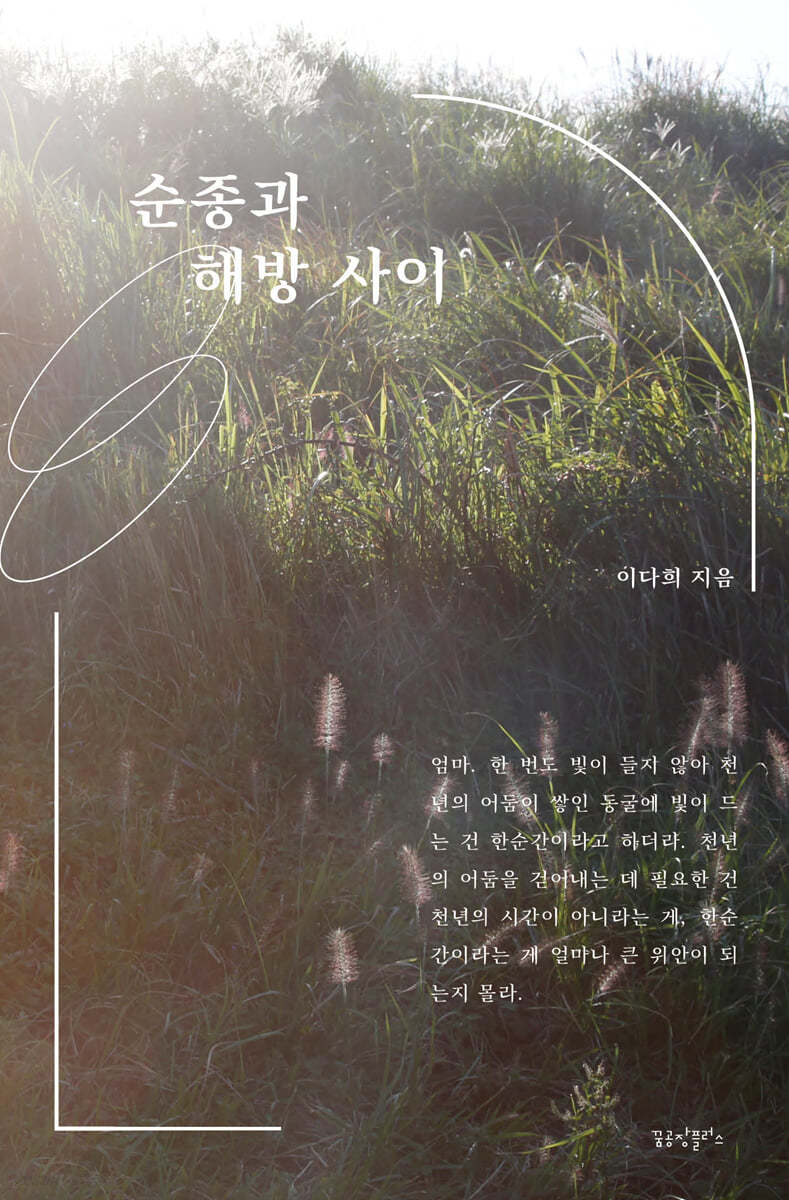 순종과
해방 사이
이다희 지음
엄마. 한 번도 빛이 들지 않아 천
년의 어둠이 쌓인 동굴에 빛이 드
는 건 한순간이라고 하더라. 천년
의 어둠을 걷어내는 데 필요한 건
천년의 시간이 아니라는 게, 한순
간이라는 게 얼마나 큰 위안이 되
는지 몰라.
꿈공장플러스